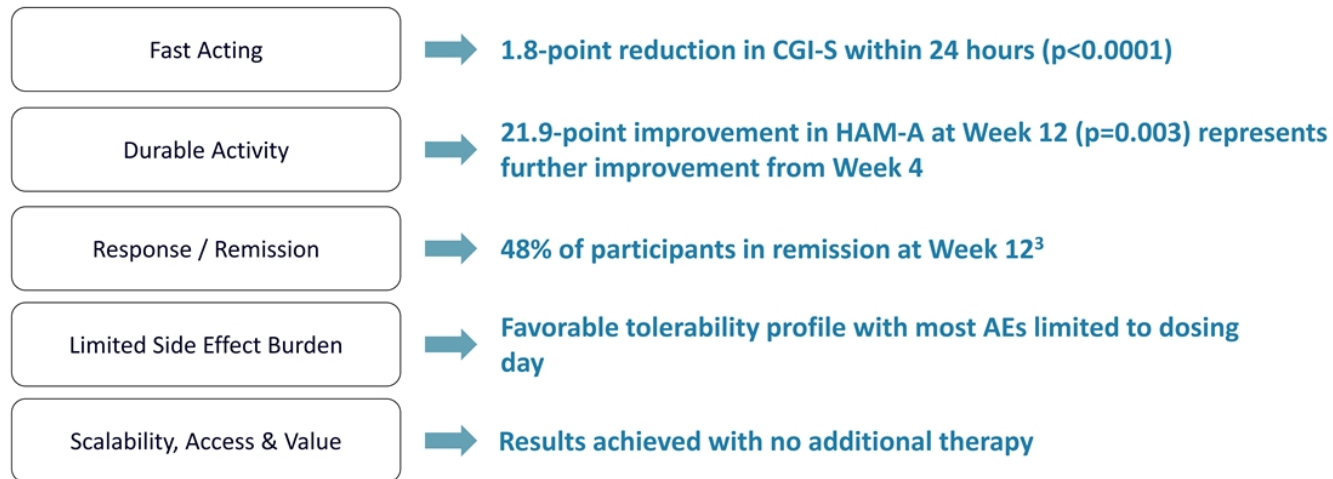 Fast Acting
1.8-point reduction in CGI-S within 24 hours (p<0.0001)
Durable Activity
21.9-point improvement in HAM-A at Week 12 (p=0.003) represents
further improvement from Week 4
Response / Remission
48% of participants in remission at Week 12³
Limited Side Effect Burden
Favorable tolerability profile with most AEs limited to dosing
day
Scalability, Access & Value
Results achieved with no additional therapy